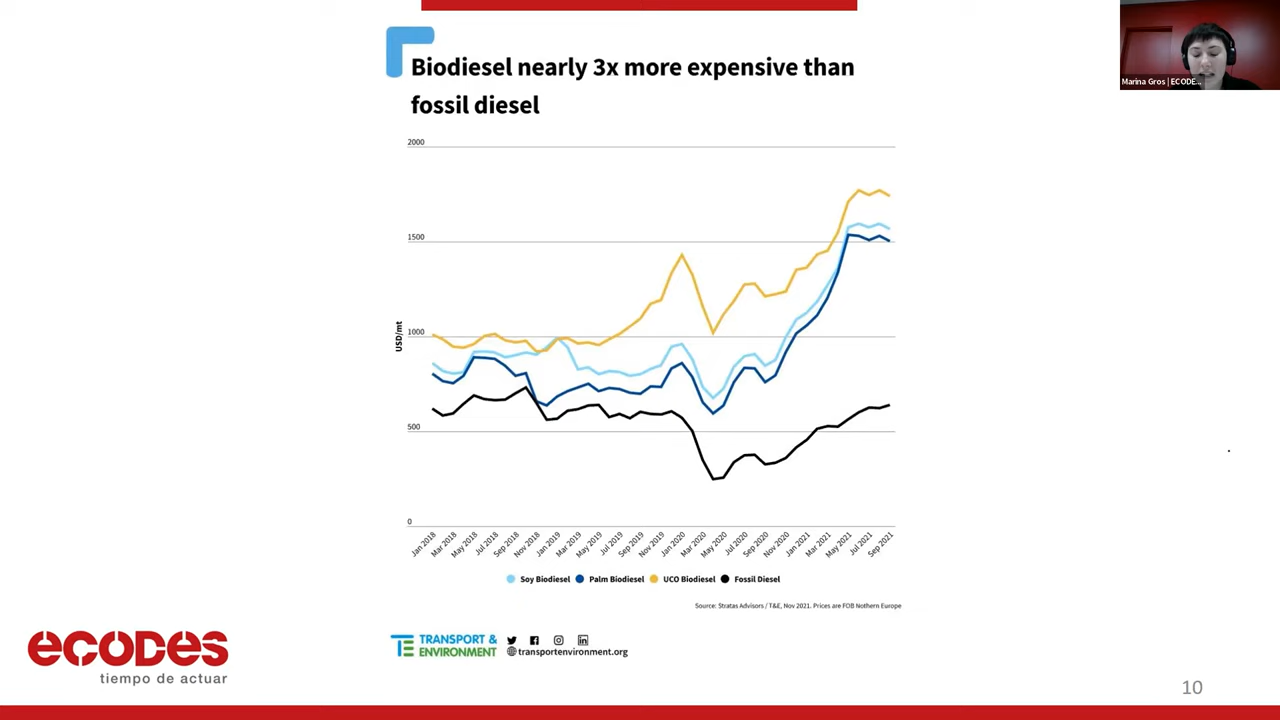 Biodiesel nearly 3x more expensive than
fossil diesel
Marina Gros | ECODE...
2000
1500
1000
500
0
USD/mt
Jan 2018 Mar 2018 May 2018 Jul 2018 Sep 2018 Nov 2018 Jan 2019 Mar 2019 May 2019 Jul 2019 Sep 2019 Nov 2019 Jan 2020 Mar 2020 May 2020 Jul 2020 Sep 2020 Nov 2020 Jan 2021 Mar 2021 May 2021 Jul 2021 Sep 2021
Soy Biodiesel Palm Biodiesel UCO Biodiesel Fossil Diesel
Source: Stratas Advisors / T&E, Nov 2021. Prices are FOB Nothern Europe
ecodes
tiempo de actuar
TE TRANSPORT &
ENVIRONMENT
transportenvironment.org
10